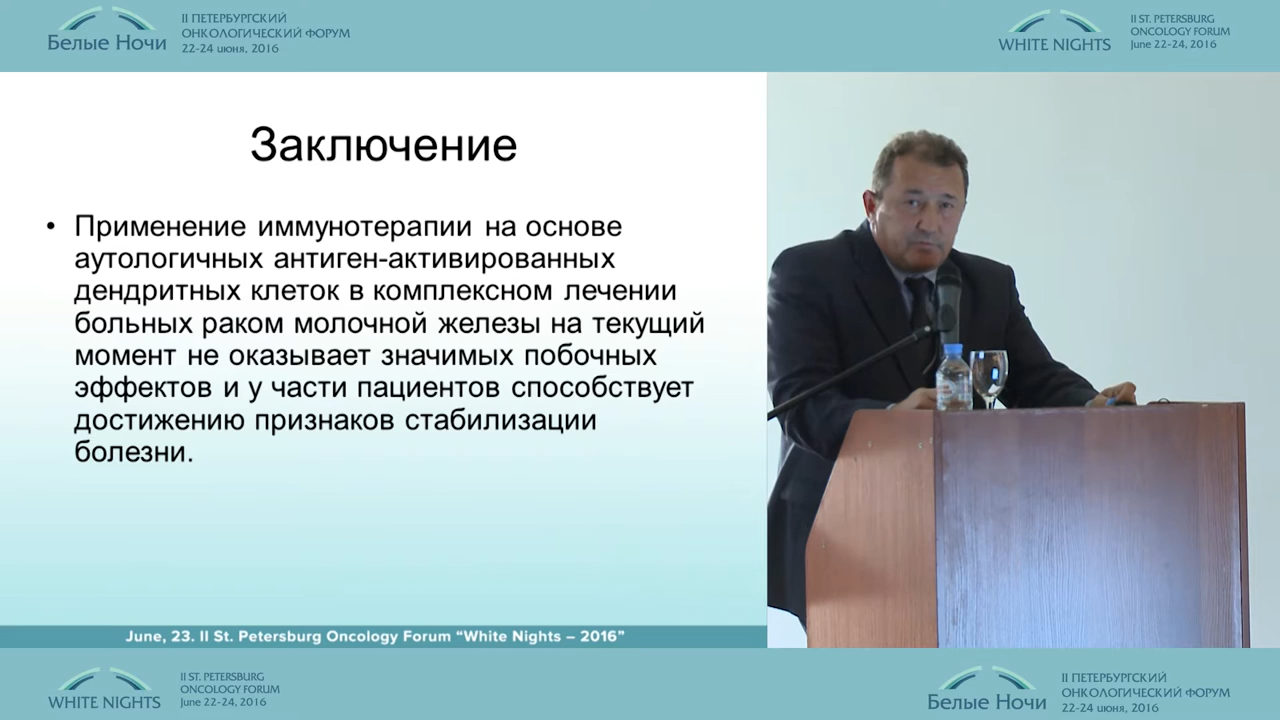 Белые Ночи
II ПЕТЕРБУРГСКИЙ
ОНКОЛОГИЧЕСКИЙ ФОРУМ
22-24 июня, 2016
WHITE NIGHTS
II ST. PETERSBURG
ONCOLOGY FORUM
June 22-24, 2016
Заключение
• Применение иммунотерапии на основе
аутологичных антиген-активированных
дендритных клеток в комплексном лечении
больных раком молочной железы на текущий
момент не оказывает значимых побочных
эффектов и у части пациентов способствует
достижению признаков стабилизации
болезни.
June, 23. II St. Petersburg Oncology Forum “White Nights – 2016”
WHITE NIGHTS
II ST. PETERSBURG
ONCOLOGY FORUM
June 22-24, 2016
Белые Ночи
II ПЕТЕРБУРГСКИЙ
ОНКОЛОГИЧЕСКИЙ ФОРУМ
22-24 июня, 2016